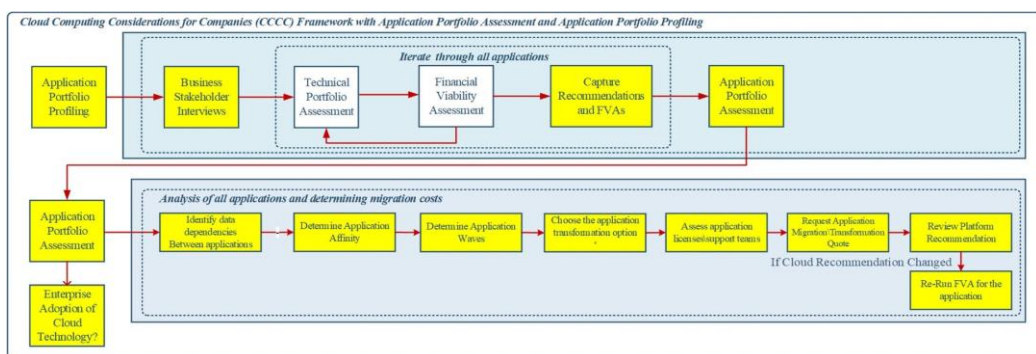 Cloud Computing Considerations for Companies (CCCC) Framework with Application Portfolio Assessment and Application Portfolio Profiling
Iterate through all applications
Application
Portfolio
Profiling
Business
Stakeholder
Interviews
Technical
Portfolio
Assessment
Financial
Viability
Assessment
Capture
Recommendations
and FVAs
Application
Portfolio
Assessment
Analysis of all applications and determining migration costs
Application
Portfolio
Assessment
Identify data
dependencies
Between applications
Determine Application
Affinity
Determine Application
Waves
Choose the application
transformation option
Assess application
licenses/support teams
Request Application
Migration\Transformation
Quote
Review Platform
Recommendation
If Cloud Recommendation Changed
Re-Run FVA for the
application
Enterprise
Adoption of
Cloud
Technology?